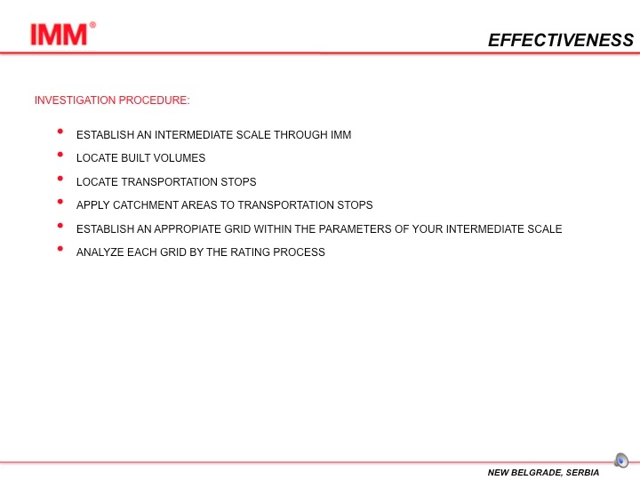 IMM®
EFFECTIVENESS
INVESTIGATION PROCEDURE:
• ESTABLISH AN INTERMEDIATE SCALE THROUGH IMM
• LOCATE BUILT VOLUMES
• LOCATE TRANSPORTATION STOPS
• APPLY CATCHMENT AREAS TO TRANSPORTATION STOPS
• ESTABLISH AN APPROPIATE GRID WITHIN THE PARAMETERS OF YOUR INTERMEDIATE SCALE
• ANALYZE EACH GRID BY THE RATING PROCESS
NEW BELGRADE, SERBIA